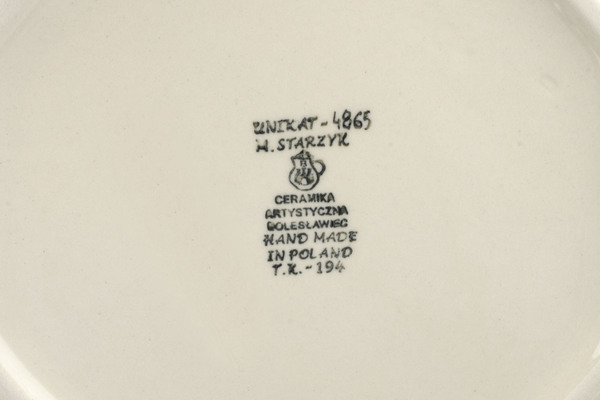 UNIKAT - 4865
M. STARZYK
CERAMIKA
ARTYSTYCZNA
BOLESŁAWIEC
HAND MADE
IN POLAND
T.K. - 194